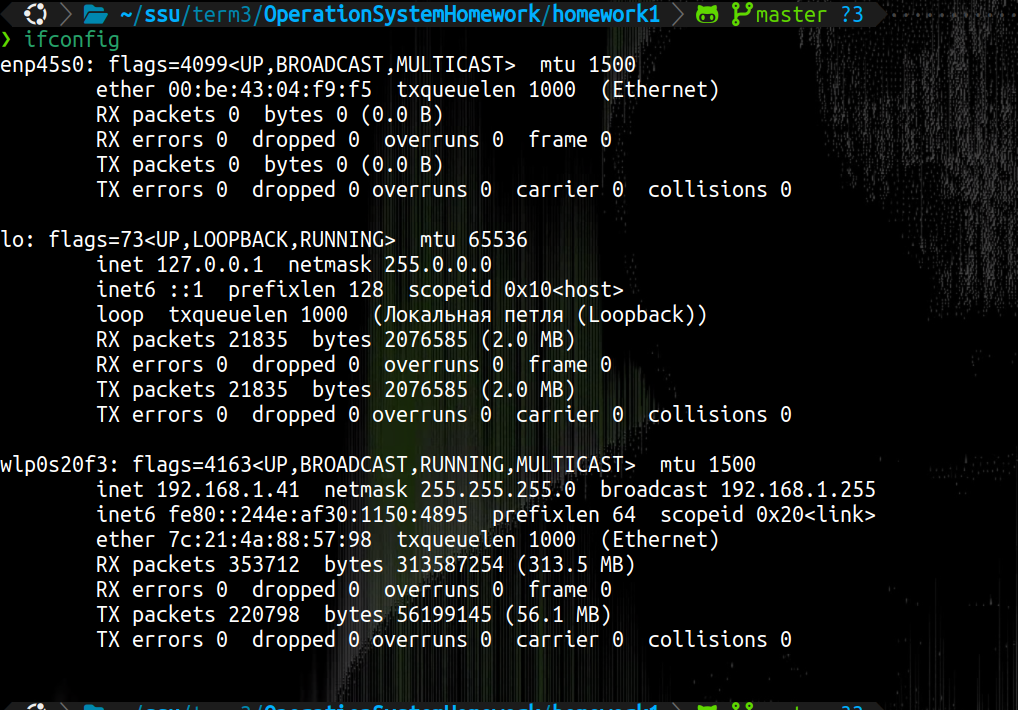 ~/ssu/term3/OperationSystemHomework/homework1 master ?3
❯ ifconfig
enp45s0: flags=4099<UP,BROADCAST,MULTICAST>  mtu 1500
        ether 00:be:43:04:f9:f5  txqueuelen 1000  (Ethernet)
        RX packets 0  bytes 0 (0.0 B)
        RX errors 0  dropped 0  overruns 0  frame 0
        TX packets 0  bytes 0 (0.0 B)
        TX errors 0  dropped 0 overruns 0  carrier 0  collisions 0

lo: flags=73<UP,LOOPBACK,RUNNING>  mtu 65536
        inet 127.0.0.1  netmask 255.0.0.0
        inet6 ::1  prefixlen 128  scopeid 0x10<host>
        loop  txqueuelen 1000  (Локальная петля (Loopback))
        RX packets 21835  bytes 2076585 (2.0 MB)
        RX errors 0  dropped 0  overruns 0  frame 0
        TX packets 21835  bytes 2076585 (2.0 MB)
        TX errors 0  dropped 0 overruns 0  carrier 0  collisions 0

wlp0s20f3: flags=4163<UP,BROADCAST,RUNNING,MULTICAST>  mtu 1500
        inet 192.168.1.41  netmask 255.255.255.0  broadcast 192.168.1.255
        inet6 fe80::244e:af30:1150:4895  prefixlen 64  scopeid 0x20<link>
        ether 7c:21:4a:88:57:98  txqueuelen 1000  (Ethernet)
        RX packets 353712  bytes 313587254 (313.5 MB)
        RX errors 0  dropped 0  overruns 0  frame 0
        TX packets 220798  bytes 56199145 (56.1 MB)
        TX errors 0  dropped 0 overruns 0  carrier 0  collisions 0

~/ssu/term3/OperationSystemHomework/homework1 master ?3